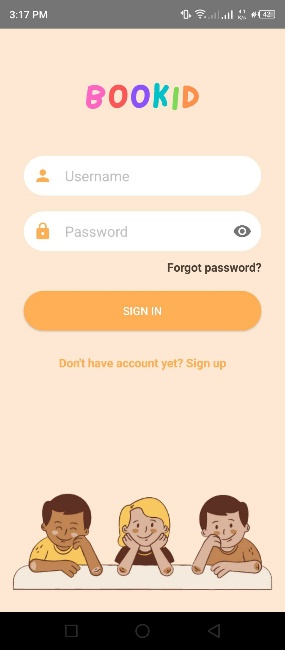 3:17 PM
BOOKID
Username
Password
Forgot password?
SIGN IN
Don't have account yet? Sign up